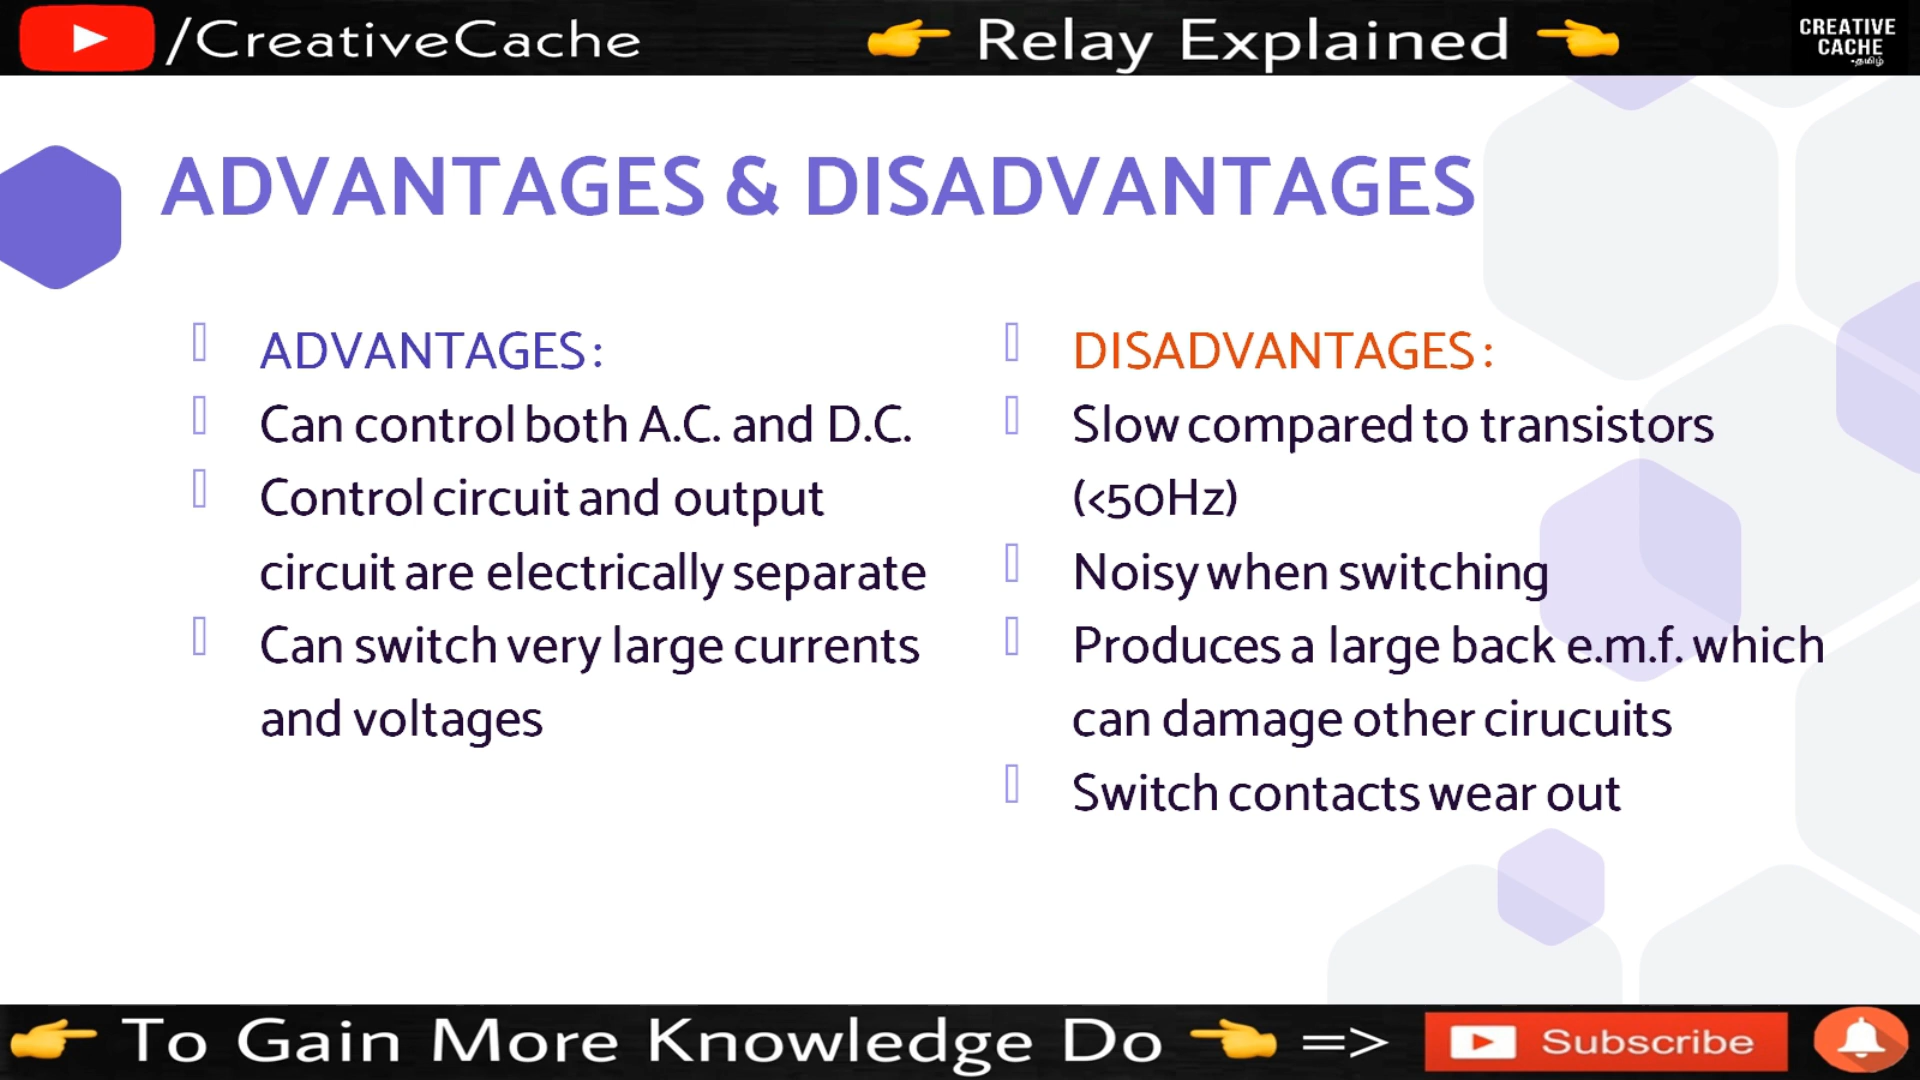 /CreativeCache
Relay Explained
CREATIVE
CACHE
-தமிழ்
ADVANTAGES & DISADVANTAGES
ADVANTAGES:
Can control both A.C. and D.C.
Control circuit and output
circuit are electrically separate
Can switch very large currents
and voltages
DISADVANTAGES:
Slow compared to transistors
(<50Hz)
Noisy when switching
Produces a large back e.m.f. which
can damage other cirucuits
Switch contacts wear out
To Gain More Knowledge Do => Subscribe